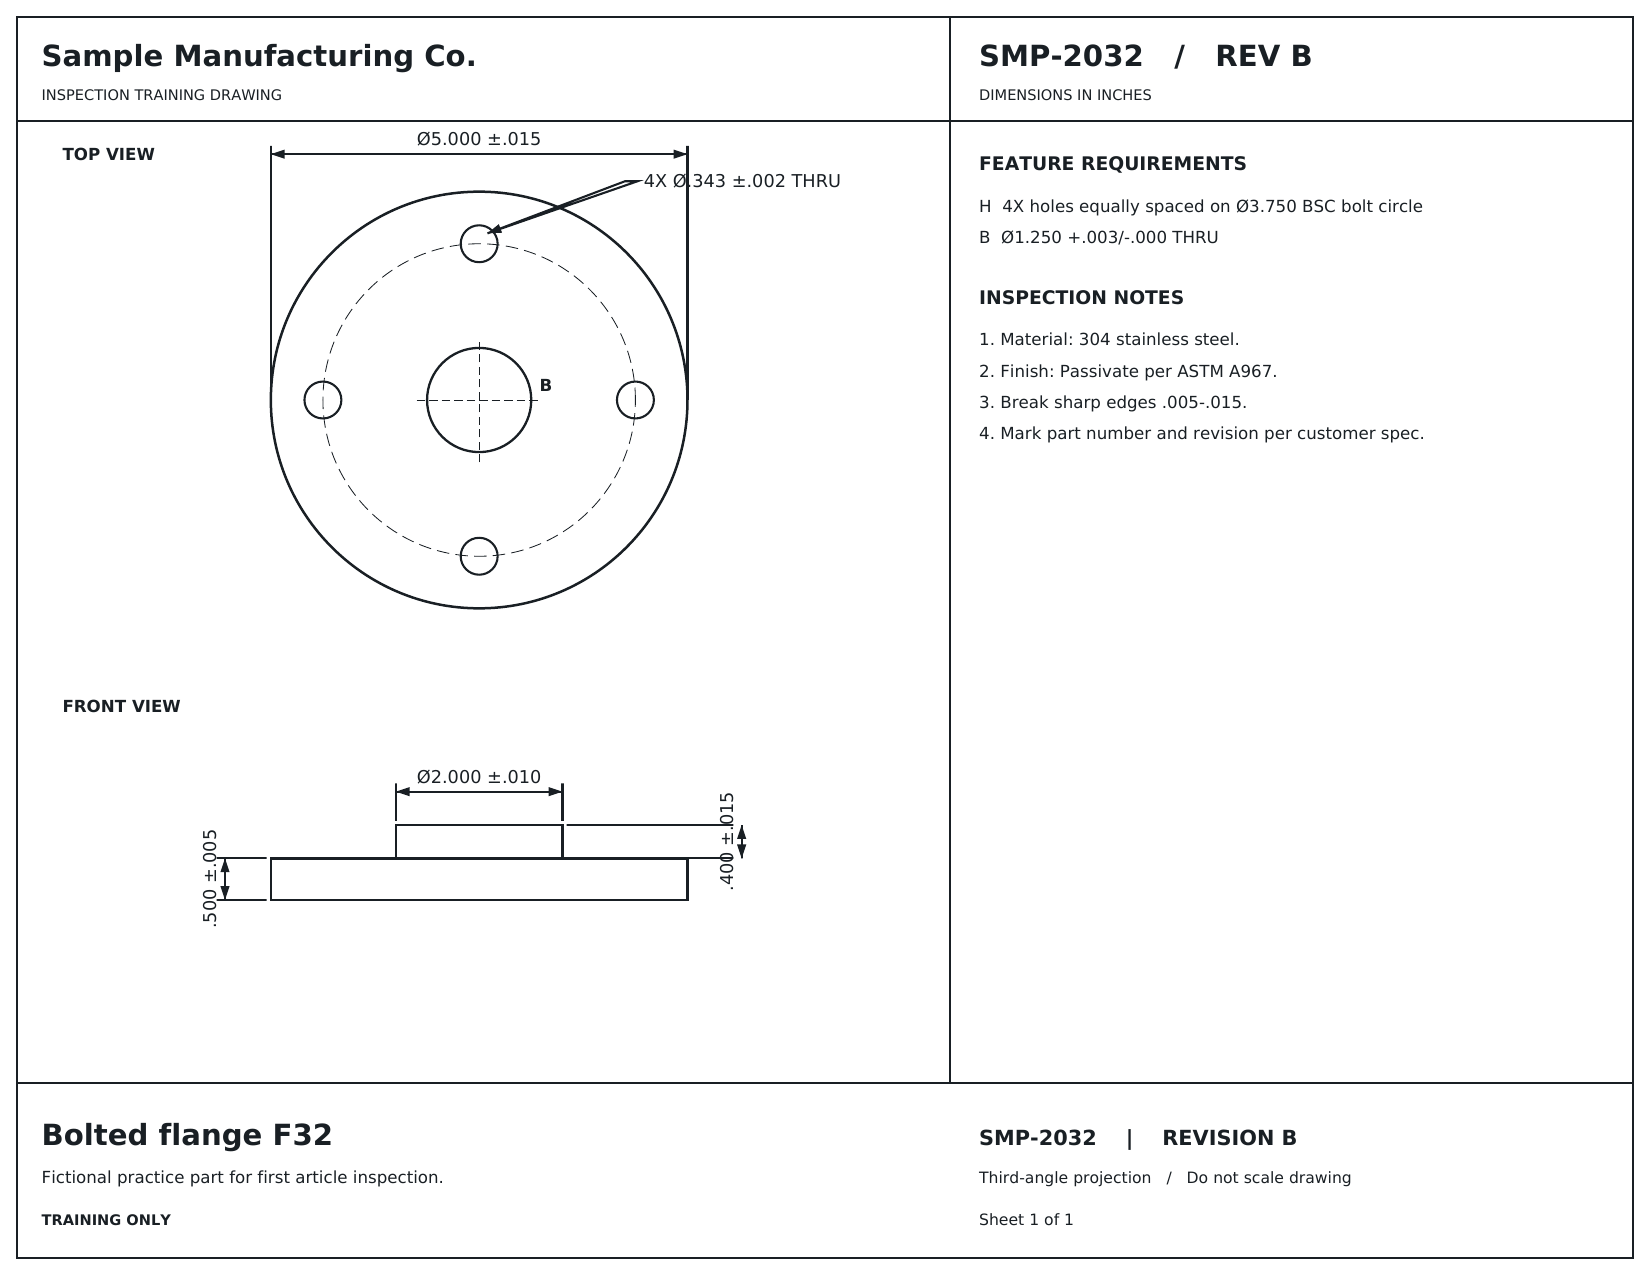 Sample Manufacturing Co.
INSPECTION TRAINING DRAWING
SMP-2032 / REV B
DIMENSIONS IN INCHES
TOP VIEW
Ø5.000 ±.015
4X Ø.343 ±.002 THRU
B
FRONT VIEW
Ø2.000 ±.010
.500 ±.005
.400 ±.015
FEATURE REQUIREMENTS
H 4X holes equally spaced on Ø3.750 BSC bolt circle
B Ø1.250 +.003/-.000 THRU
INSPECTION NOTES
1. Material: 304 stainless steel.
2. Finish: Passivate per ASTM A967.
3. Break sharp edges .005-.015.
4. Mark part number and revision per customer spec.
Bolted flange F32
Fictional practice part for first article inspection.
TRAINING ONLY
SMP-2032 | REVISION B
Third-angle projection / Do not scale drawing
Sheet 1 of 1